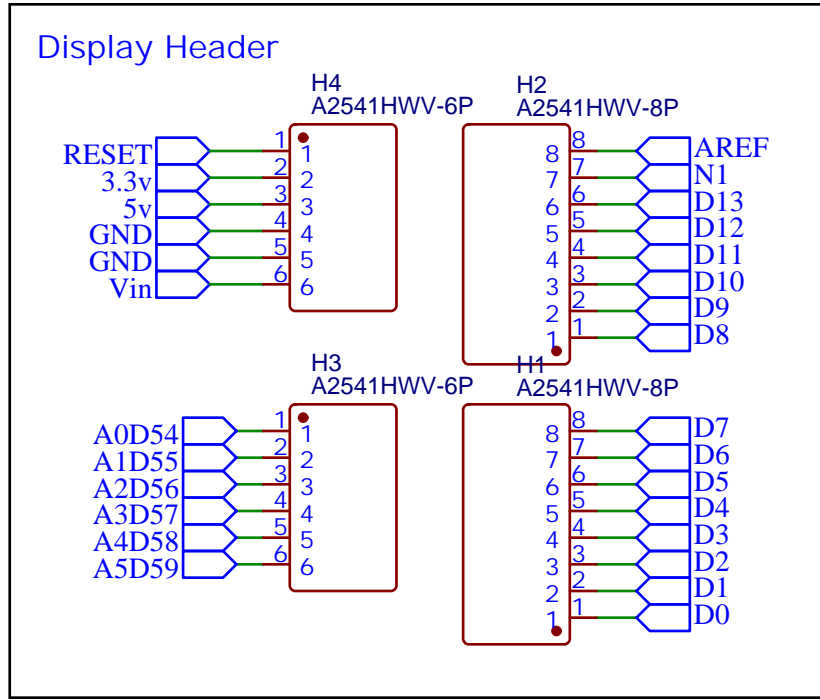 Display Header
H4
A2541HWV-6P
RESET 1 1
3.3v 2 2
5v 3 3
GND 4 4
GND 5 5
Vin 6 6
H2
A2541HWV-8P
8 8 AREF
7 7 N1
6 6 D13
5 5 D12
4 4 D11
3 3 D10
2 2 D9
1 1 D8
H3
A2541HWV-6P
A0D54 1 1
A1D55 2 2
A2D56 3 3
A3D57 4 4
A4D58 5 5
A5D59 6 6
H1
A2541HWV-8P
8 8 D7
7 7 D6
6 6 D5
5 5 D4
4 4 D3
3 3 D2
2 2 D1
1 1 D0